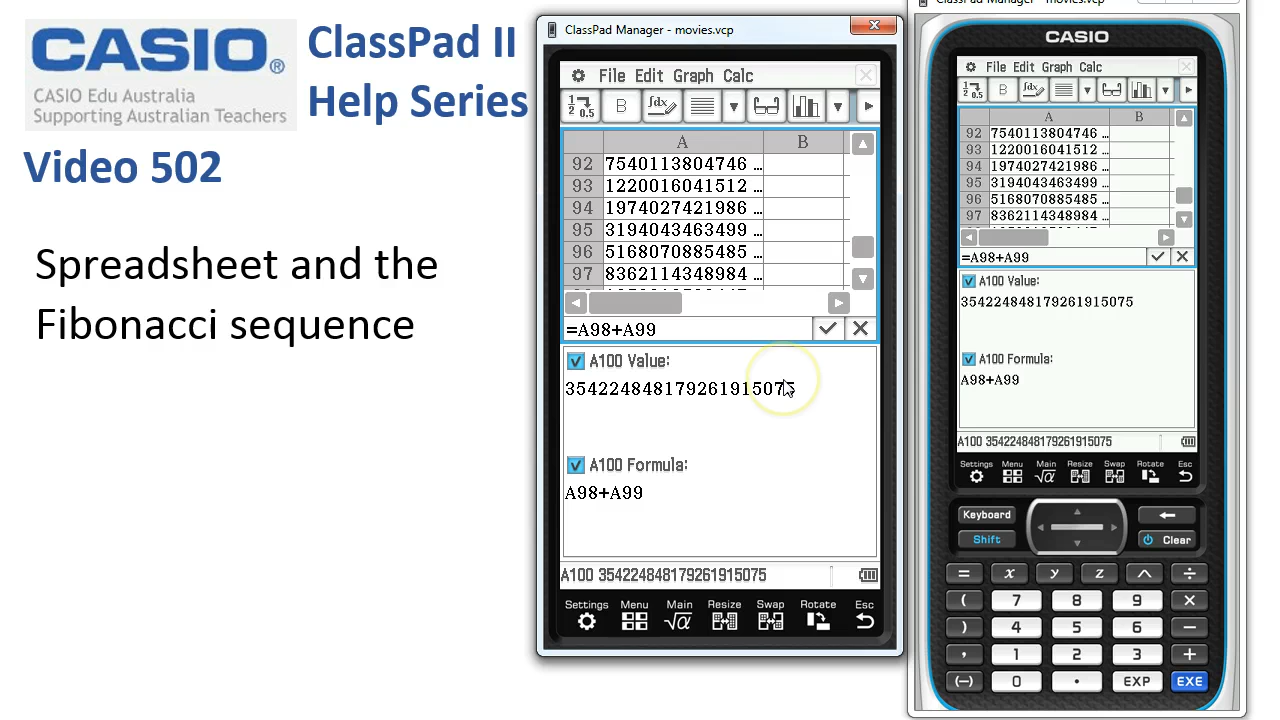 CASIO®
CASIO Edu Australia
Supporting Australian Teachers
ClassPad II
Help Series
Video 502
Spreadsheet and the
Fibonacci sequence
ClassPad Manager - movies.vcp
File Edit Graph Calc
B
A B
92 7540113804746 ...
93 1220016041512 ...
94 1974027421986 ...
95 3194043463499 ...
96 5168070885485 ...
97 8362114348984 ...
=A98+A99
A100 Value:
354224848179261915075
A100 Formula:
A98+A99
A100 354224848179261915075
Settings Menu Main Resize Swap Rotate Esc
ClassPad Manager - movies.vcp
CASIO
File Edit Graph Calc
B
A B
92 7540113804746 ...
93 1220016041512 ...
94 1974027421986 ...
95 3194043463499 ...
96 5168070885485 ...
97 8362114348984 ...
=A98+A99
A100 Value:
354224848179261915075
A100 Formula:
A98+A99
A100 354224848179261915075
Settings Menu Main Resize Swap Rotate Esc
Keyboard
Shift Clear
= x y z ^ ÷
( 7 8 9 ×
) 4 5 6 −
, 1 2 3 +
(−) 0 · EXP EXE